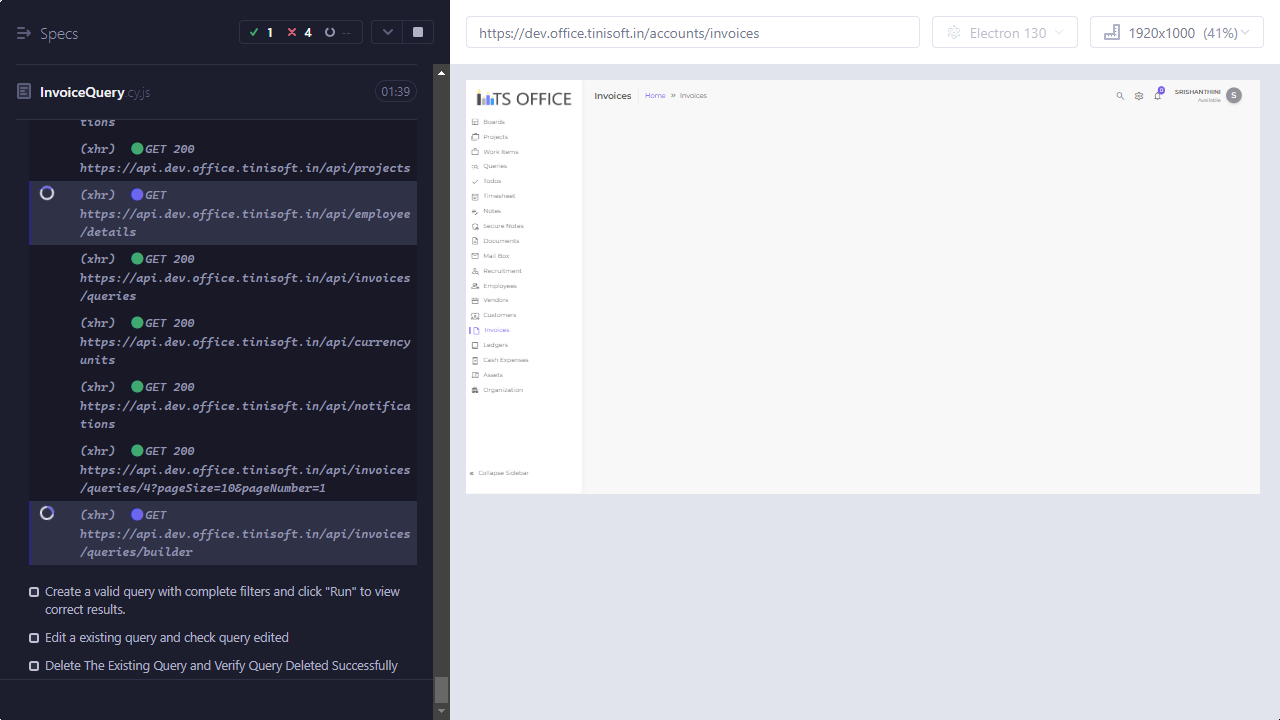 Specs
1
4
--
InvoiceQuery.cy.js
01:39
tions
(xhr) GET 200
https://api.dev.office.tinisoft.in/api/projects
(xhr) GET
https://api.dev.office.tinisoft.in/api/employee
/details
(xhr) GET 200
https://api.dev.office.tinisoft.in/api/invoices
/queries
(xhr) GET 200
https://api.dev.office.tinisoft.in/api/currency
units
(xhr) GET 200
https://api.dev.office.tinisoft.in/api/notifica
tions
(xhr) GET 200
https://api.dev.office.tinisoft.in/api/invoices
/queries/4?pageSize=10&pageNumber=1
(xhr) GET
https://api.dev.office.tinisoft.in/api/invoices
/queries/builder
Create a valid query with complete filters and click "Run" to view
correct results.
Edit a existing query and check query edited
Delete The Existing Query and Verify Query Deleted Successfully
https://dev.office.tinisoft.in/accounts/invoices
Electron 130
1920x1000 (41%)
TS OFFICE
Invoices
Home » Invoices
0
SRISHANTHINI
Available
S
Boards
Projects
Work Items
Queries
Todos
Timesheet
Notes
Secure Notes
Documents
Mail Box
Recruitment
Employees
Vendors
Customers
Invoices
Ledgers
Cash Expenses
Assets
Organization
« Collapse Sidebar